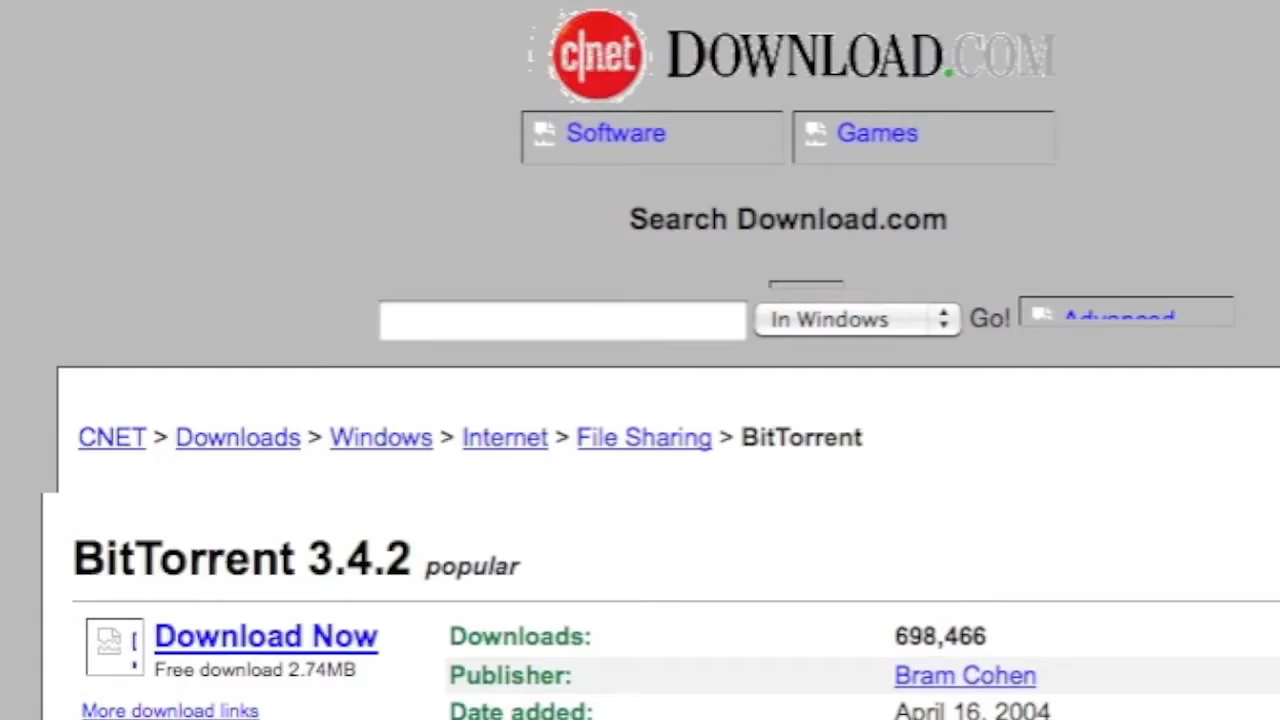 c|net DOWNLOAD.COM
Software Games
Search Download.com
In Windows Go! Advanced
CNET > Downloads > Windows > Internet > File Sharing > BitTorrent
BitTorrent 3.4.2 popular
Download Now Downloads: 698,466
Free download 2.74MB Publisher: Bram Cohen
More download links Date added: April 16, 2004